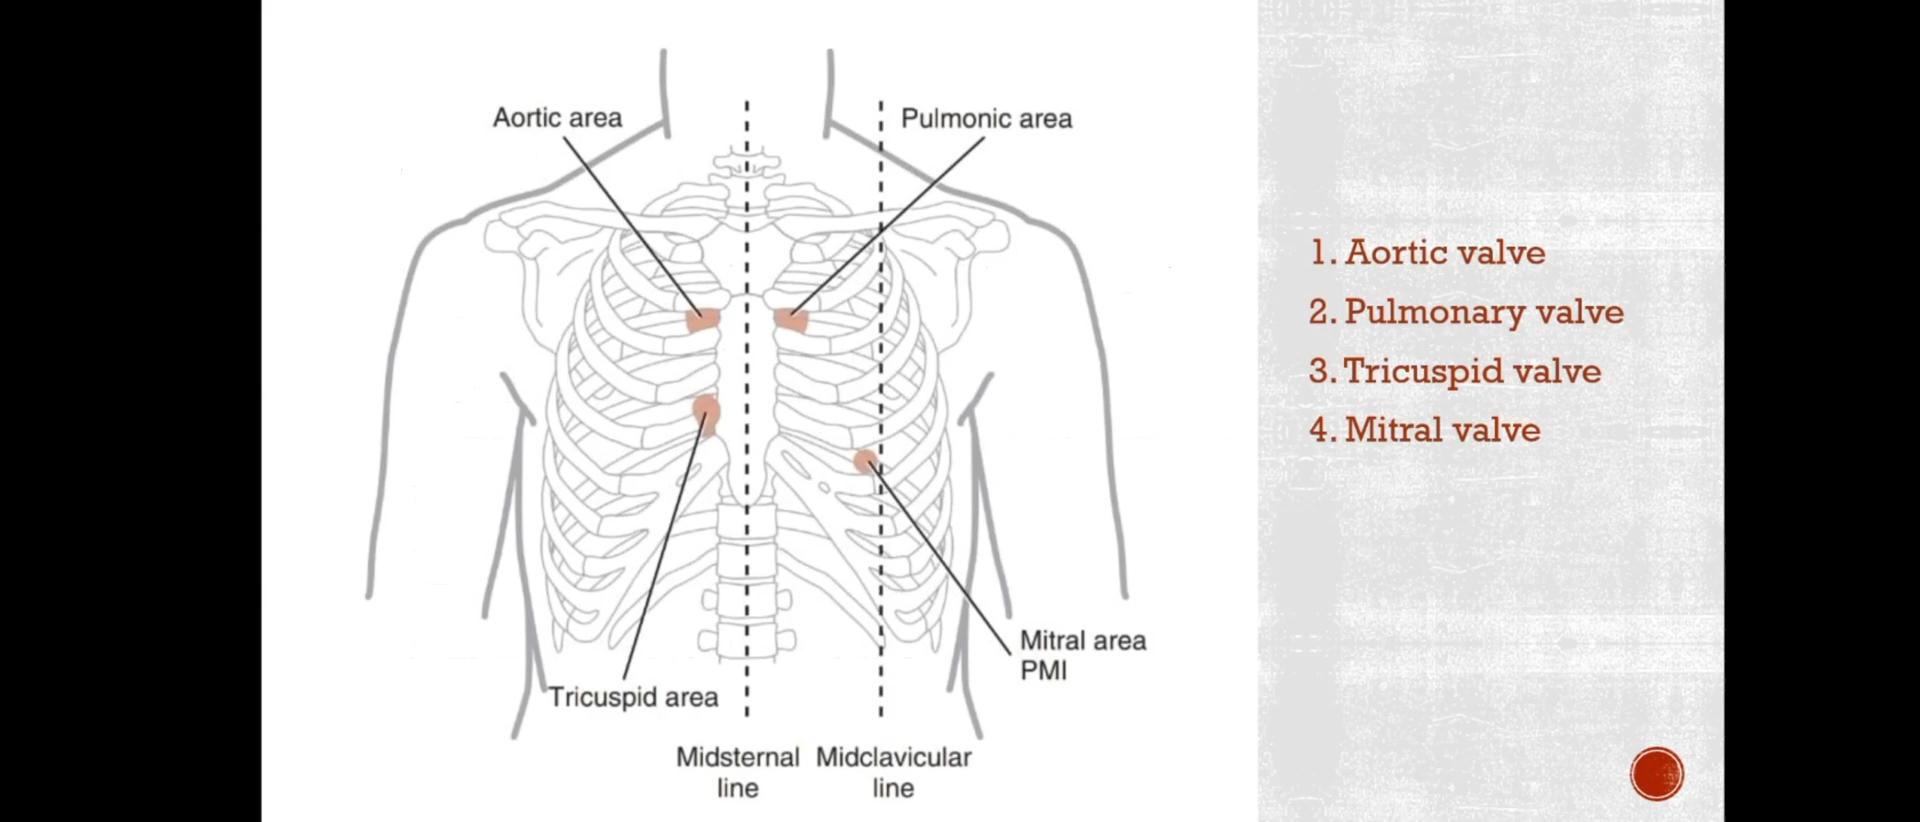 Aortic area
Pulmonic area
Tricuspid area
Mitral area
PMI
Midsternal
line
Midclavicular
line
1. Aortic valve
2. Pulmonary valve
3. Tricuspid valve
4. Mitral valve